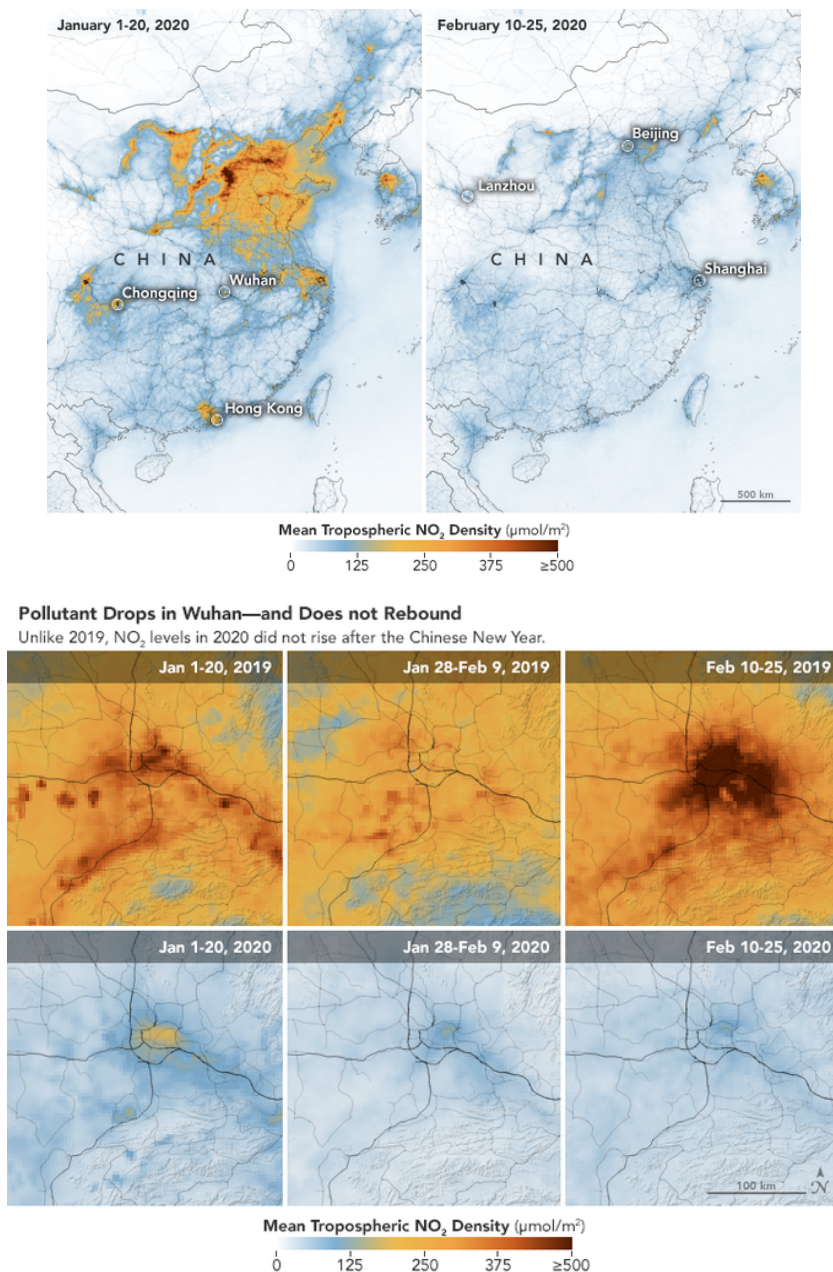 January 1-20, 2020
February 10-25, 2020
Beijing
Lanzhou
CHINA
CHINA
Shanghai
Wuhan
Chongqing
Hong Kong
500 km
Mean Tropospheric NO₂ Density (µmol/m²)
0 125 250 375 ≥500
Pollutant Drops in Wuhan—and Does not Rebound
Unlike 2019, NO₂ levels in 2020 did not rise after the Chinese New Year.
Jan 1-20, 2019
Jan 28-Feb 9, 2019
Feb 10-25, 2019
Jan 1-20, 2020
Jan 28-Feb 9, 2020
Feb 10-25, 2020
100 km
N
Mean Tropospheric NO₂ Density (µmol/m²)
0 125 250 375 ≥500